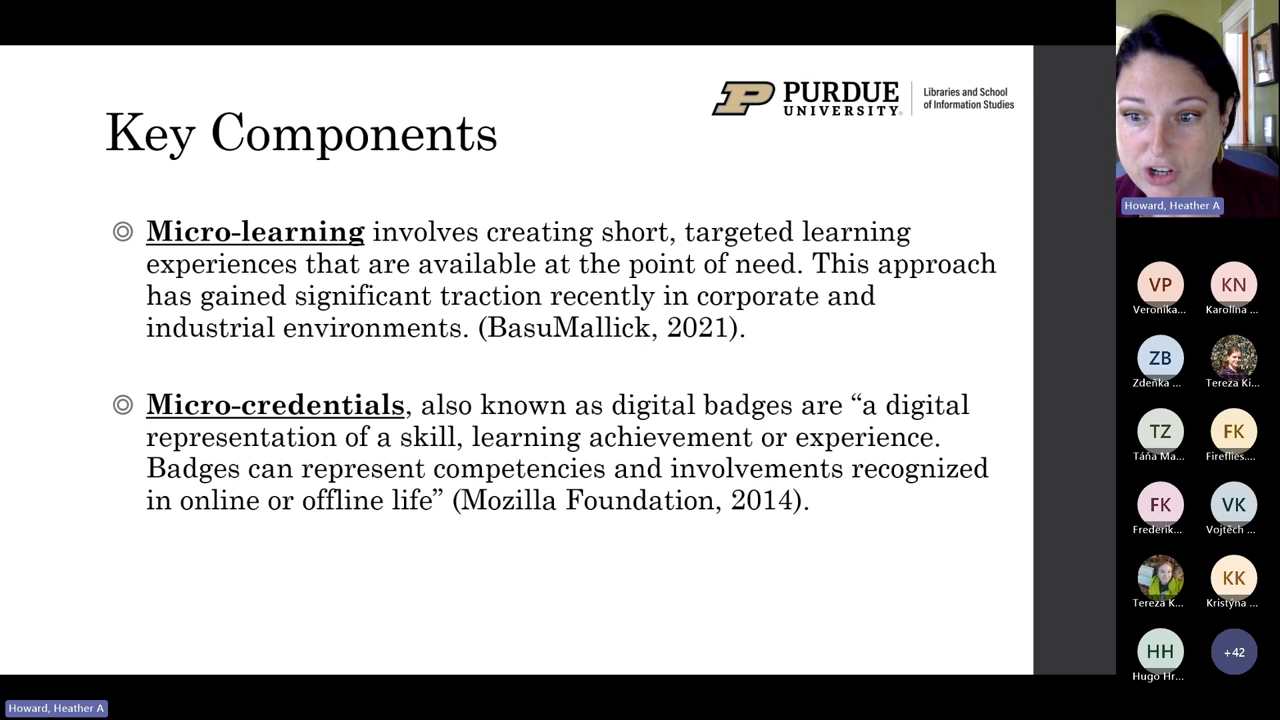 PURDUE
UNIVERSITY®
Libraries and School
of Information Studies
Key Components
Micro-learning involves creating short, targeted learning
experiences that are available at the point of need. This approach
has gained significant traction recently in corporate and
industrial environments. (BasuMallick, 2021).
Micro-credentials, also known as digital badges are “a digital
representation of a skill, learning achievement or experience.
Badges can represent competencies and involvements recognized
in online or offline life” (Mozilla Foundation, 2014).
Howard, Heather A
VP
KN
Veronika...
Karolína ...
ZB
Zdeňka ...
Tereza Ki...
TZ
FK
Táňa Ma...
Fireflies....
FK
VK
Frederik...
Vojtěch ...
KK
Tereza K...
Kristýna ...
HH
+42
Hugo Hr...
Howard, Heather A